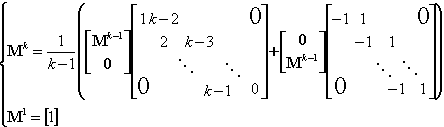 M^k = 1/(k-1) ( [M^{k-1} ; 0] [1 k-2 0 ; 2 k-3 ; ⋱ ⋱ ; 0 k-1 0] + [0 ; M^{k-1}] [-1 1 0 ; -1 1 ; ⋱ ⋱ ; 0 -1 1] )
M^1 = [1]